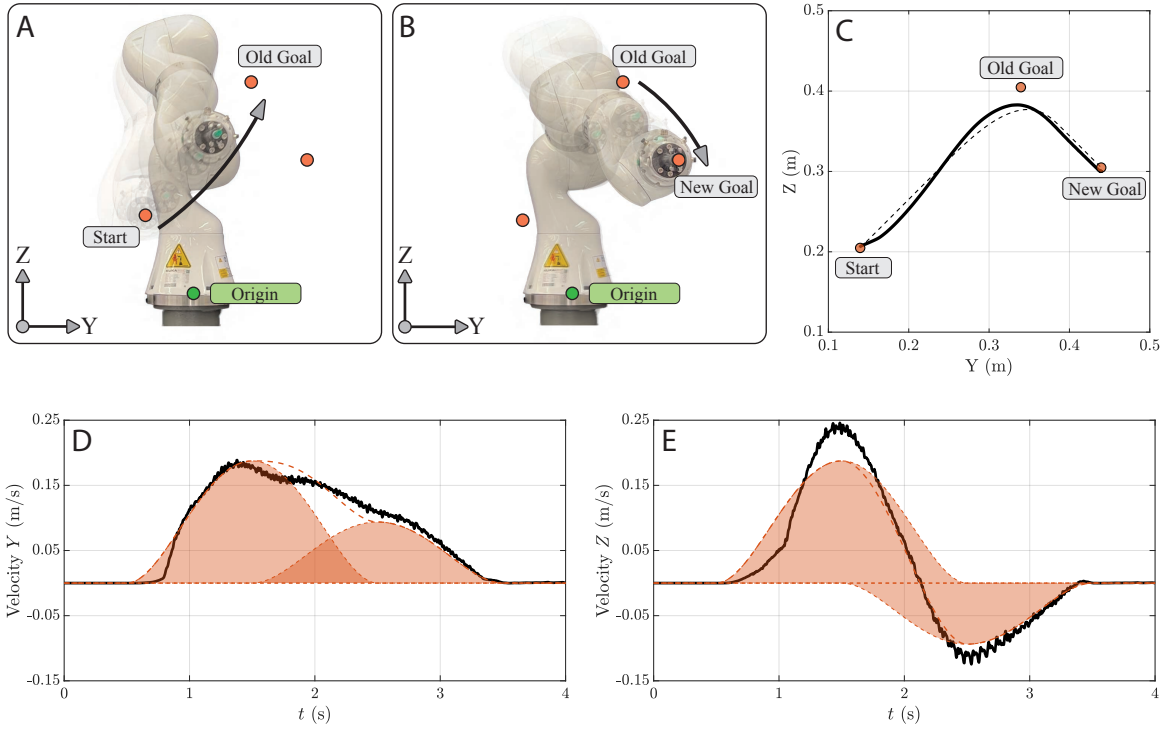 A
Old Goal
Start
Z
Y
Origin
B
Old Goal
New Goal
Z
Y
Origin
C
0.5
0.4
0.3
0.2
0.1
Z (m)
Old Goal
New Goal
Start
0.1 0.2 0.3 0.4 0.5
Y (m)
D
0.25
0.15
0.05
-0.05
-0.15
Velocity Y (m/s)
0 1 2 3 4
t (s)
E
0.25
0.15
0.05
-0.05
-0.15
Velocity Z (m/s)
0 1 2 3 4
t (s)